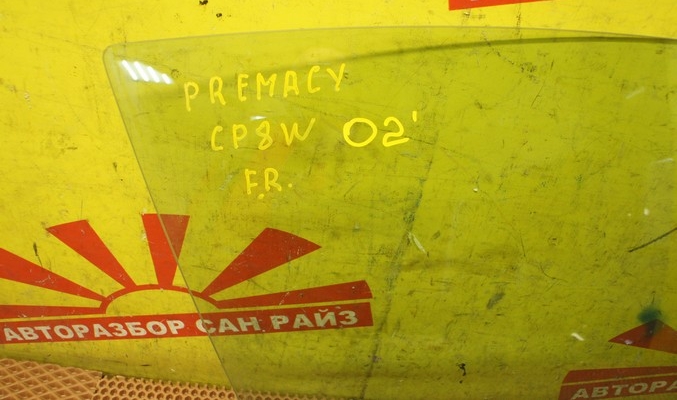 PREMACY
CP8W 02'
F.R.
АВТОРАЗБОР САН РАЙЗ
АВТОРА